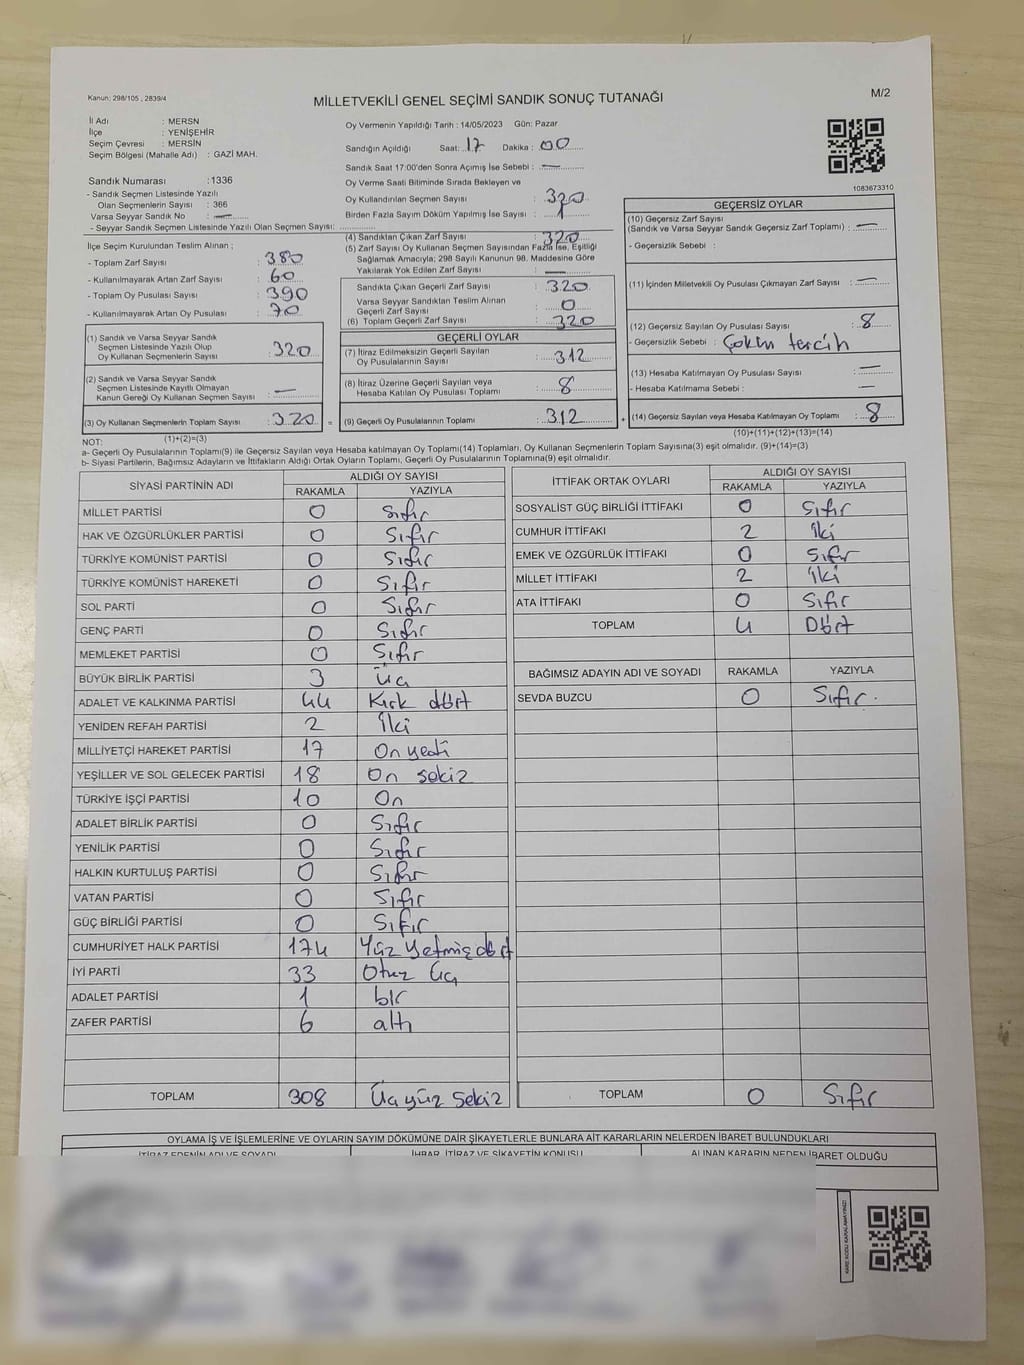 Kanun: 298/105 , 2839/4
MİLLETVEKİLİ GENEL SEÇİMİ SANDIK SONUÇ TUTANAĞI
M/2
İl Adı : MERSN
İlçe : YENİŞEHİR
Seçim Çevresi : MERSİN
Seçim Bölgesi (Mahalle Adı) : GAZİ MAH.
Sandık Numarası : 1336
- Sandık Seçmen Listesinde Yazılı
Olan Seçmenlerin Sayısı : 366
Varsa Seyyar Sandık No : —
- Seyyar Sandık Seçmen Listesinde Yazılı Olan Seçmen Sayısı:
Oy Vermenin Yapıldığı Tarih : 14/05/2023 Gün: Pazar
Sandığın Açıldığı Saat: 17 Dakika : 00
Sandık Saat 17:00'den Sonra Açımış İse Sebebi : —
Oy Verme Saati Bitiminde Sırada Bekleyen ve
Oy Kullandırılan Seçmen Sayısı : 320
Birden Fazla Sayım Döküm Yapılmış İse Sayısı : 1
1083673310
İlçe Seçim Kurulundan Teslim Alınan ;
- Toplam Zarf Sayısı : 380
- Kullanılmayarak Artan Zarf Sayısı : 60
- Toplam Oy Pusulası Sayısı : 390
- Kullanılmayarak Artan Oy Pusulası : 70
(1) Sandık ve Varsa Seyyar Sandık
Seçmen Listesinde Yazılı Olup
Oy Kullanan Seçmenlerin Sayısı : 320
(2) Sandık ve Varsa Seyyar Sandık
Seçmen Listesinde Kayıtlı Olmayan
Kanun Gereği Oy Kullanan Seçmen Sayısı : —
(3) Oy Kullanan Seçmenlerin Toplam Sayısı : 320 =
(1)+(2)=(3)
(4) Sandıktan Çıkan Zarf Sayısı : 320
(5) Zarf Sayısı Oy Kullanan Seçmen Sayısından Fazla İse, Eşitliği
Sağlamak Amacıyla; 298 Sayılı Kanunun 98. Maddesine Göre
Yakılarak Yok Edilen Zarf Sayısı : —
Sandıkta Çıkan Geçerli Zarf Sayısı : 320
Varsa Seyyar Sandıktan Teslim Alınan
Geçerli Zarf Sayısı : 0
(6) Toplam Geçerli Zarf Sayısı : 320
GEÇERLİ OYLAR
(7) İtiraz Edilmeksizin Geçerli Sayılan
Oy Pusulalarının Sayısı : 312
(8) İtiraz Üzerine Geçerli Sayılan veya
Hesaba Katılan Oy Pusulaları Toplamı : 8
(9) Geçerli Oy Pusulalarının Toplamı : 312 +
GEÇERSİZ OYLAR
(10) Geçersiz Zarf Sayısı
(Sandık ve Varsa Seyyar Sandık Geçersiz Zarf Toplamı) : —
- Geçersizlik Sebebi :
(11) İçinden Milletvekili Oy Pusulası Çıkmayan Zarf Sayısı : —
(12) Geçersiz Sayılan Oy Pusulası Sayısı : 8
- Geçersizlik Sebebi : Çoklu tercih
(13) Hesaba Katılmayan Oy Pusulası Sayısı : —
- Hesaba Katılmama Sebebi : —
(14) Geçersiz Sayılan veya Hesaba Katılmayan Oy Toplamı : 8
(10)+(11)+(12)+(13)=(14)
NOT:
a- Geçerli Oy Pusulalarının Toplamı(9) ile Geçersiz Sayılan veya Hesaba katılmayan Oy Toplamı(14) Toplamları, Oy Kullanan Seçmenlerin Toplam Sayısına(3) eşit olmalıdır. (9)+(14)=(3)
b- Siyasi Partilerin, Bağımsız Adayların ve İttifakların Aldığı Ortak Oyların Toplamı, Geçerli Oy Pusulalarının Toplamına(9) eşit olmalıdır.
SİYASİ PARTİNİN ADI ALDIĞI OY SAYISI
RAKAMLA YAZIYLA
MİLLET PARTİSİ 0 Sıfır
HAK VE ÖZGÜRLÜKLER PARTİSİ 0 Sıfır
TÜRKİYE KOMÜNİST PARTİSİ 0 Sıfır
TÜRKİYE KOMÜNİST HAREKETİ 0 Sıfır
SOL PARTİ 0 Sıfır
GENÇ PARTİ 0 Sıfır
MEMLEKET PARTİSİ 0 Sıfır
BÜYÜK BİRLİK PARTİSİ 3 Üç
ADALET VE KALKINMA PARTİSİ 44 Kırk dört
YENİDEN REFAH PARTİSİ 2 İki
MİLLİYETÇİ HAREKET PARTİSİ 17 On yedi
YEŞİLLER VE SOL GELECEK PARTİSİ 18 On sekiz
TÜRKİYE İŞÇİ PARTİSİ 10 On
ADALET BİRLİK PARTİSİ 0 Sıfır
YENİLİK PARTİSİ 0 Sıfır
HALKIN KURTULUŞ PARTİSİ 0 Sıfır
VATAN PARTİSİ 0 Sıfır
GÜÇ BİRLİĞİ PARTİSİ 0 Sıfır
CUMHURİYET HALK PARTİSİ 174 Yüz yetmiş dört
İYİ PARTİ 33 Otuz Üç
ADALET PARTİSİ 1 bir
ZAFER PARTİSİ 6 altı
TOPLAM 308 Üç yüz sekiz
İTTİFAK ORTAK OYLARI ALDIĞI OY SAYISI
RAKAMLA YAZIYLA
SOSYALİST GÜÇ BİRLİĞİ İTTİFAKI 0 Sıfır
CUMHUR İTTİFAKI 2 İki
EMEK VE ÖZGÜRLÜK İTTİFAKI 0 Sıfır
MİLLET İTTİFAKI 2 İki
ATA İTTİFAKI 0 Sıfır
TOPLAM 4 Dört
BAĞIMSIZ ADAYIN ADI VE SOYADI RAKAMLA YAZIYLA
SEVDA BUZCU 0 Sıfır.
TOPLAM 0 Sıfır
OYLAMA İŞ VE İŞLEMLERİNE VE OYLARIN SAYIM DÖKÜMÜNE DAİR ŞİKAYETLERLE BUNLARA AİT KARARLARIN NELERDEN İBARET BULUNDUKLARI
İTİRAZ EDENİN ADI VE SOYADI İHBAR, İTİRAZ VE ŞİKAYETİN KONUSU ALINAN KARARIN NEDEN İBARET OLDUĞU
KARE KODU KARALAMAYINIZ!